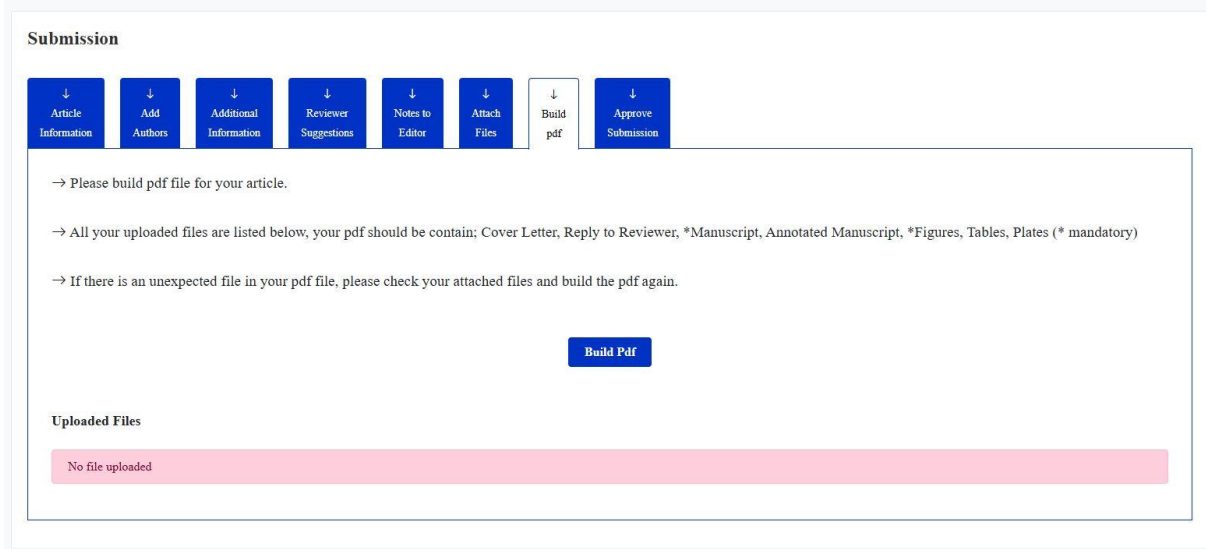 Submission
↓ ↓ ↓ ↓ ↓ ↓ ↓ ↓
Article Add Additional Reviewer Notes to Attach Build Approve
Information Authors Information Suggestions Editor Files pdf Submission
→ Please build pdf file for your article.
→ All your uploaded files are listed below, your pdf should be contain; Cover Letter, Reply to Reviewer, *Manuscript, Annotated Manuscript, *Figures, Tables, Plates (* mandatory)
→ If there is an unexpected file in your pdf file, please check your attached files and build the pdf again.
Build Pdf
Uploaded Files
No file uploaded